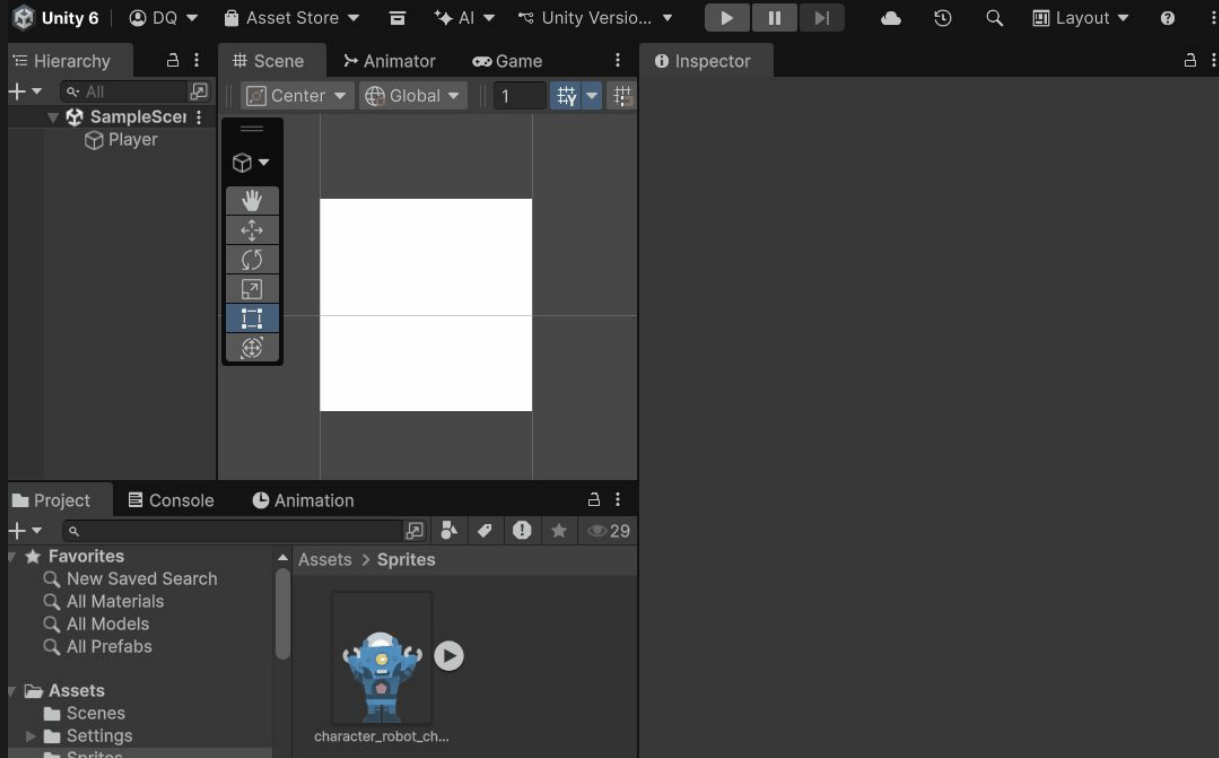 Unity 6 DQ Asset Store AI Unity Versio... Layout
Hierarchy
Scene Animator Game
Inspector
All
Center Global 1
SampleScei
Player
Project Console Animation
29
Favorites
New Saved Search
All Materials
All Models
All Prefabs
Assets
Scenes
Settings
Sprites
Assets > Sprites
character_robot_ch...